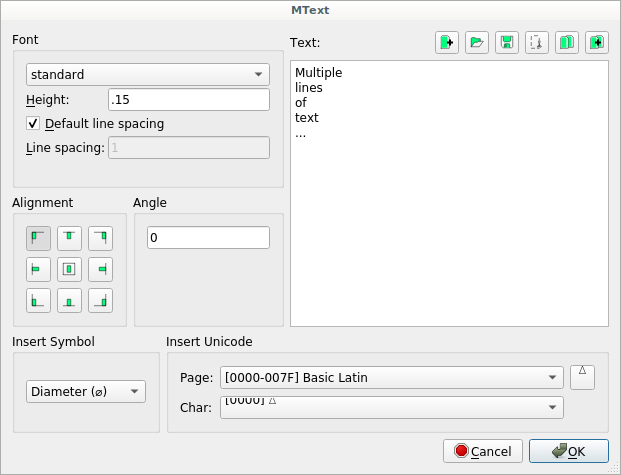 MText
Font
standard
Height: .15
Default line spacing
Line spacing: 1
Text:
Multiple
lines
of
text
...
Alignment
Angle
0
Insert Symbol
Diameter (⌀)
Insert Unicode
Page: [0000-007F] Basic Latin
Char: [0000]
Cancel
OK